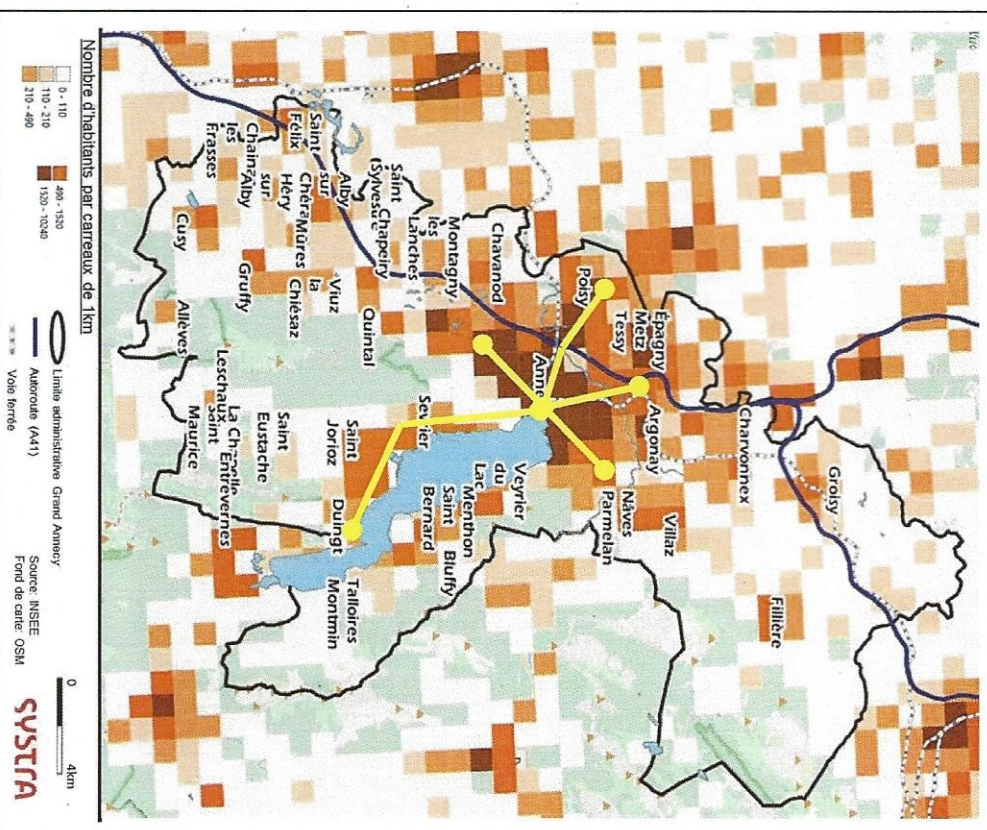 Groisy
Fillière
Charvonnex
Villaz
Épagny
Metz
Tessy
Argonay
Nâves
Parmelan
Poisy
Anne
Veyrier
du
Lac
Chavanod
Menthon
Saint
Bernard
Montagny
les
Lanches
Bluffy
Sevrier
Saint
Sylvestre
Chapeiry
Quintal
Saint
Jorioz
Duingt
Talloires
Montmin
Alby
sur
Chéran
Viuz
la
Chiésaz
Saint
Félix
Mûres
Héry
sur
Alby
Saint
Eustache
Gruffy
Chainaz
les
Frasses
La Chapelle
Saint
Maurice
Leschaux
Entrevernes
Cusy
Allèves
Nombre d'habitants par carreaux de 1km
0 - 110
110 - 210
210 - 490
490 - 1520
1520 - 10240
Limite administrative Grand Annecy
Autoroute (A41)
Voie ferrée
Source: INSEE
Fond de carte: OSM
0 4km
SYSTRA